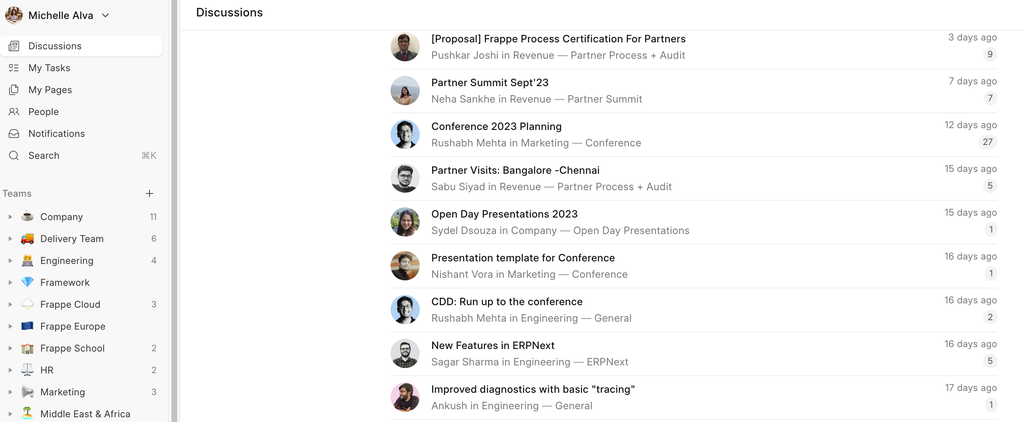 Michelle Alva
Discussions
My Tasks
My Pages
People
Notifications
Search ⌘K
Teams +
Company 11
Delivery Team 6
Engineering 4
Framework
Frappe Cloud 3
Frappe Europe
Frappe School 2
HR 2
Marketing 3
Middle East & Africa
Discussions
[Proposal] Frappe Process Certification For Partners 3 days ago
Pushkar Joshi in Revenue — Partner Process + Audit 9
Partner Summit Sept'23 7 days ago
Neha Sankhe in Revenue — Partner Summit 7
Conference 2023 Planning 12 days ago
Rushabh Mehta in Marketing — Conference 27
Partner Visits: Bangalore -Chennai 15 days ago
Sabu Siyad in Revenue — Partner Process + Audit 5
Open Day Presentations 2023 15 days ago
Sydel Dsouza in Company — Open Day Presentations 1
Presentation template for Conference 16 days ago
Nishant Vora in Marketing — Conference 1
CDD: Run up to the conference 16 days ago
Rushabh Mehta in Engineering — General 2
New Features in ERPNext 16 days ago
Sagar Sharma in Engineering — ERPNext 5
Improved diagnostics with basic "tracing" 17 days ago
Ankush in Engineering — General 1